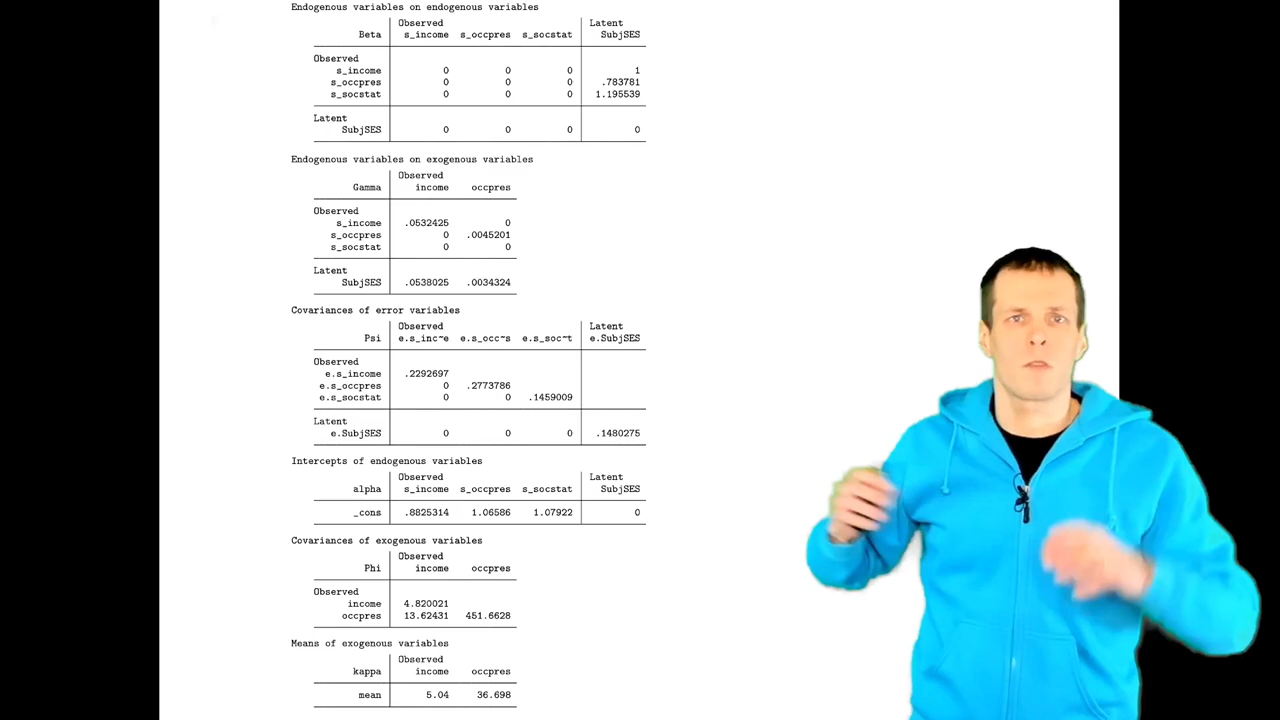 Endogenous variables on endogenous variables
Observed Latent
Beta s_income s_occpres s_socstat SubjSES
Observed
s_income 0 0 0 1
s_occpres 0 0 0 .783781
s_socstat 0 0 0 1.195539
Latent
SubjSES 0 0 0 0
Endogenous variables on exogenous variables
Observed
Gamma income occpres
Observed
s_income .0532425 0
s_occpres 0 .0045201
s_socstat 0 0
Latent
SubjSES .0538025 .0034324
Covariances of error variables
Observed Latent
Psi e.s_inc~e e.s_occ~s e.s_soc~t e.SubjSES
Observed
e.s_income .2292697
e.s_occpres 0 .2773786
e.s_socstat 0 0 .1459009
Latent
e.SubjSES 0 0 0 .1480275
Intercepts of endogenous variables
Observed Latent
alpha s_income s_occpres s_socstat SubjSES
_cons .8825314 1.06586 1.07922 0
Covariances of exogenous variables
Observed
Phi income occpres
Observed
income 4.820021
occpres 13.62431 451.6628
Means of exogenous variables
Observed
kappa income occpres
mean 5.04 36.698